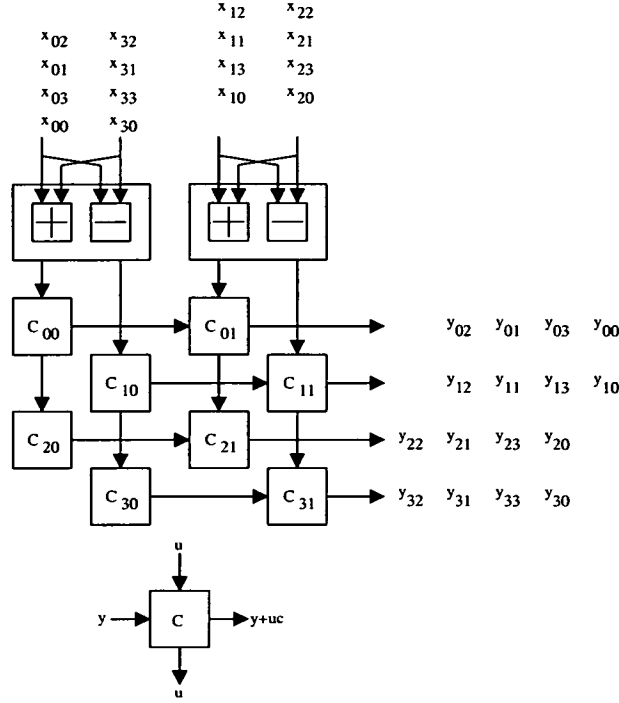 x12 x22
x02 x32 x11 x21
x01 x31 x13 x23
x03 x33 x10 x20
x00 x30
+ − + −
C00 C01 y02 y01 y03 y00
C10 C11 y12 y11 y13 y10
C20 C21 y22 y21 y23 y20
C30 C31 y32 y31 y33 y30
u
y C y+uc
u